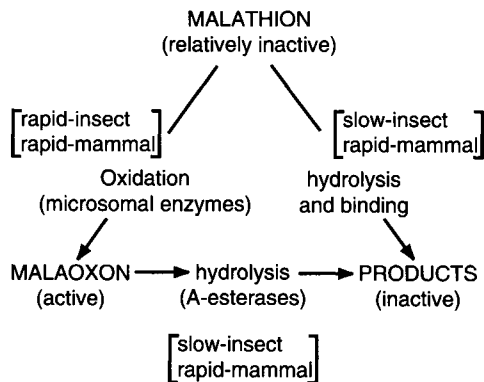 MALATHION
(relatively inactive)
[rapid-insect
rapid-mammal]
[slow-insect
rapid-mammal]
Oxidation
(microsomal enzymes)
hydrolysis
and binding
MALAOXON
(active)
hydrolysis
(A-esterases)
PRODUCTS
(inactive)
[slow-insect
rapid-mammal]